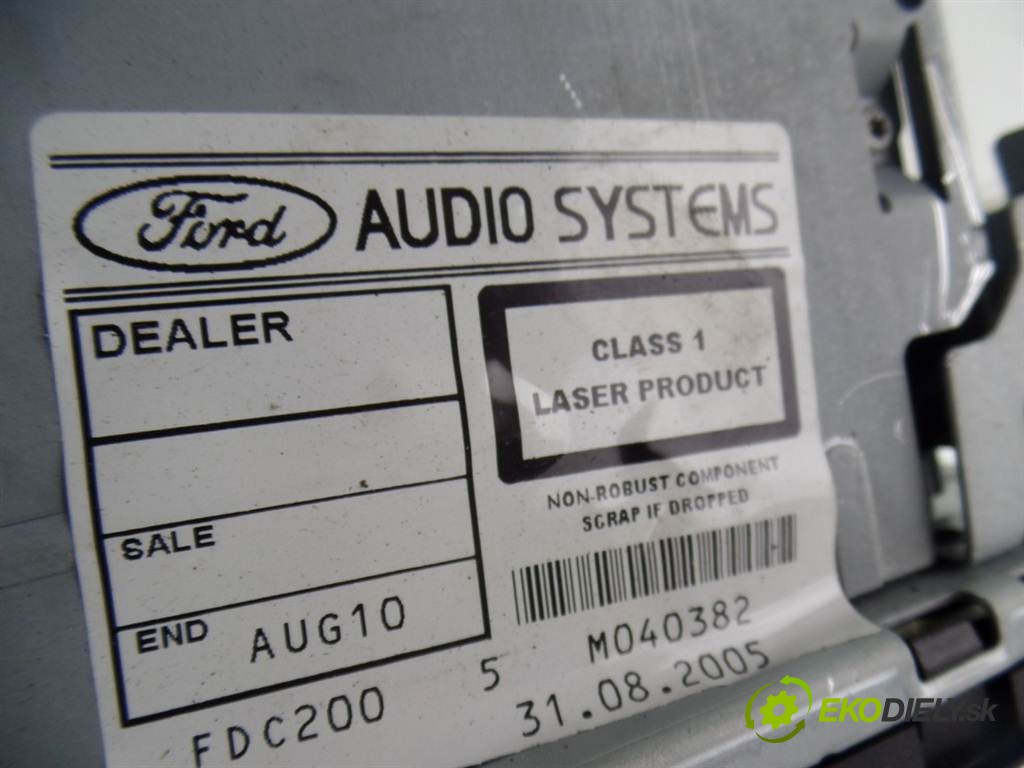 Ford AUDIO SYSTEMS
DEALER
SALE
END AUG10
CLASS 1
LASER PRODUCT
NON-ROBUST COMPONENT
SCRAP IF DROPPED
M040382
FDC200 5 31.08.2005
EKODIELY.sk